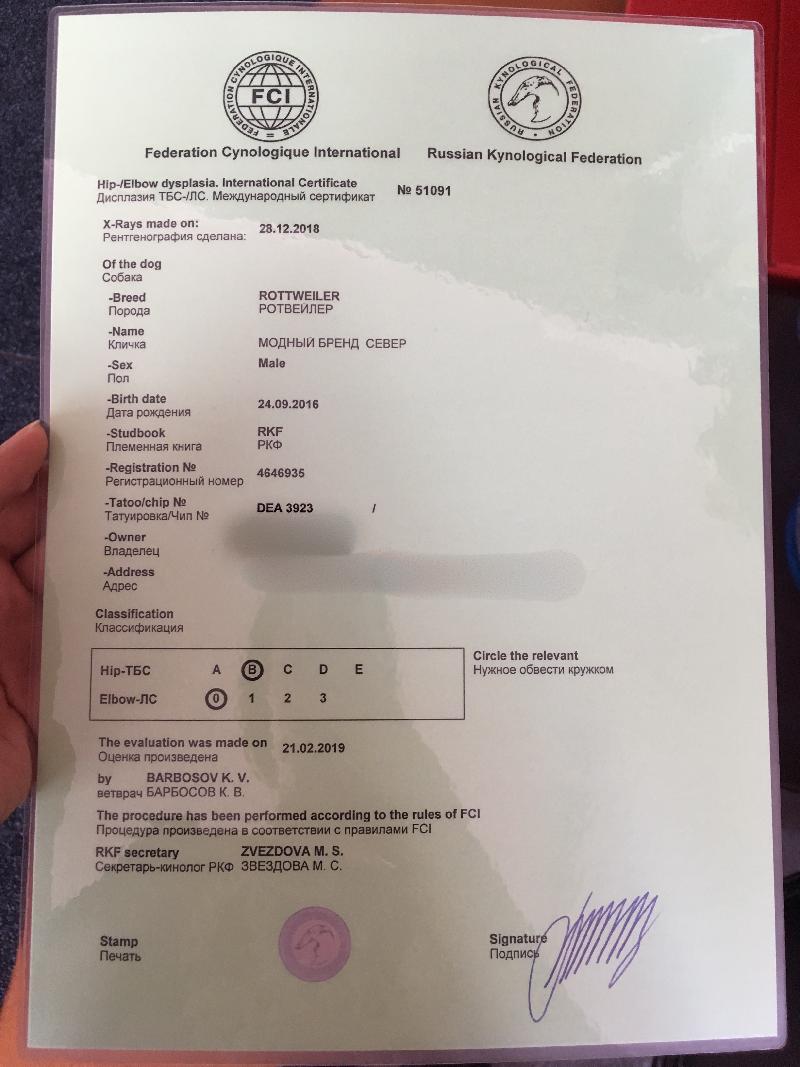 FEDERATION CYNOLOGIQUE INTERNATIONALE
FCI
RUSSIAN KYNOLOGICAL FEDERATION
Federation Cynologique International
Russian Kynological Federation
Hip-/Elbow dysplasia. International Certificate
Дисплазия ТБС-/ЛС. Международный сертификат
№ 51091
X-Rays made on:
Рентгенография сделана:
28.12.2018
Of the dog
Собака
-Breed
Порода
ROTTWEILER
РОТВЕЙЛЕР
-Name
Кличка
МОДНЫЙ БРЕНД СЕВЕР
-Sex
Пол
Male
-Birth date
Дата рождения
24.09.2016
-Studbook
Племенная книга
RKF
РКФ
-Registration №
Регистрационный номер
4646935
-Tatoo/chip №
Татуировка/Чип №
DEA 3923 /
-Owner
Владелец
-Address
Адрес
Classification
Классификация
Hip-ТБС A B C D E
Elbow-ЛС 0 1 2 3
Circle the relevant
Нужное обвести кружком
The evaluation was made on
Оценка произведена
21.02.2019
by BARBOSOV K. V.
ветврач БАРБОСОВ К. В.
The procedure has been performed according to the rules of FCI
Процедура произведена в соответствии с правилами FCI
RKF secretary ZVEZDOVA M. S.
Секретарь-кинолог РКФ ЗВЕЗДОВА М. С.
Stamp
Печать
Signature
Подпись